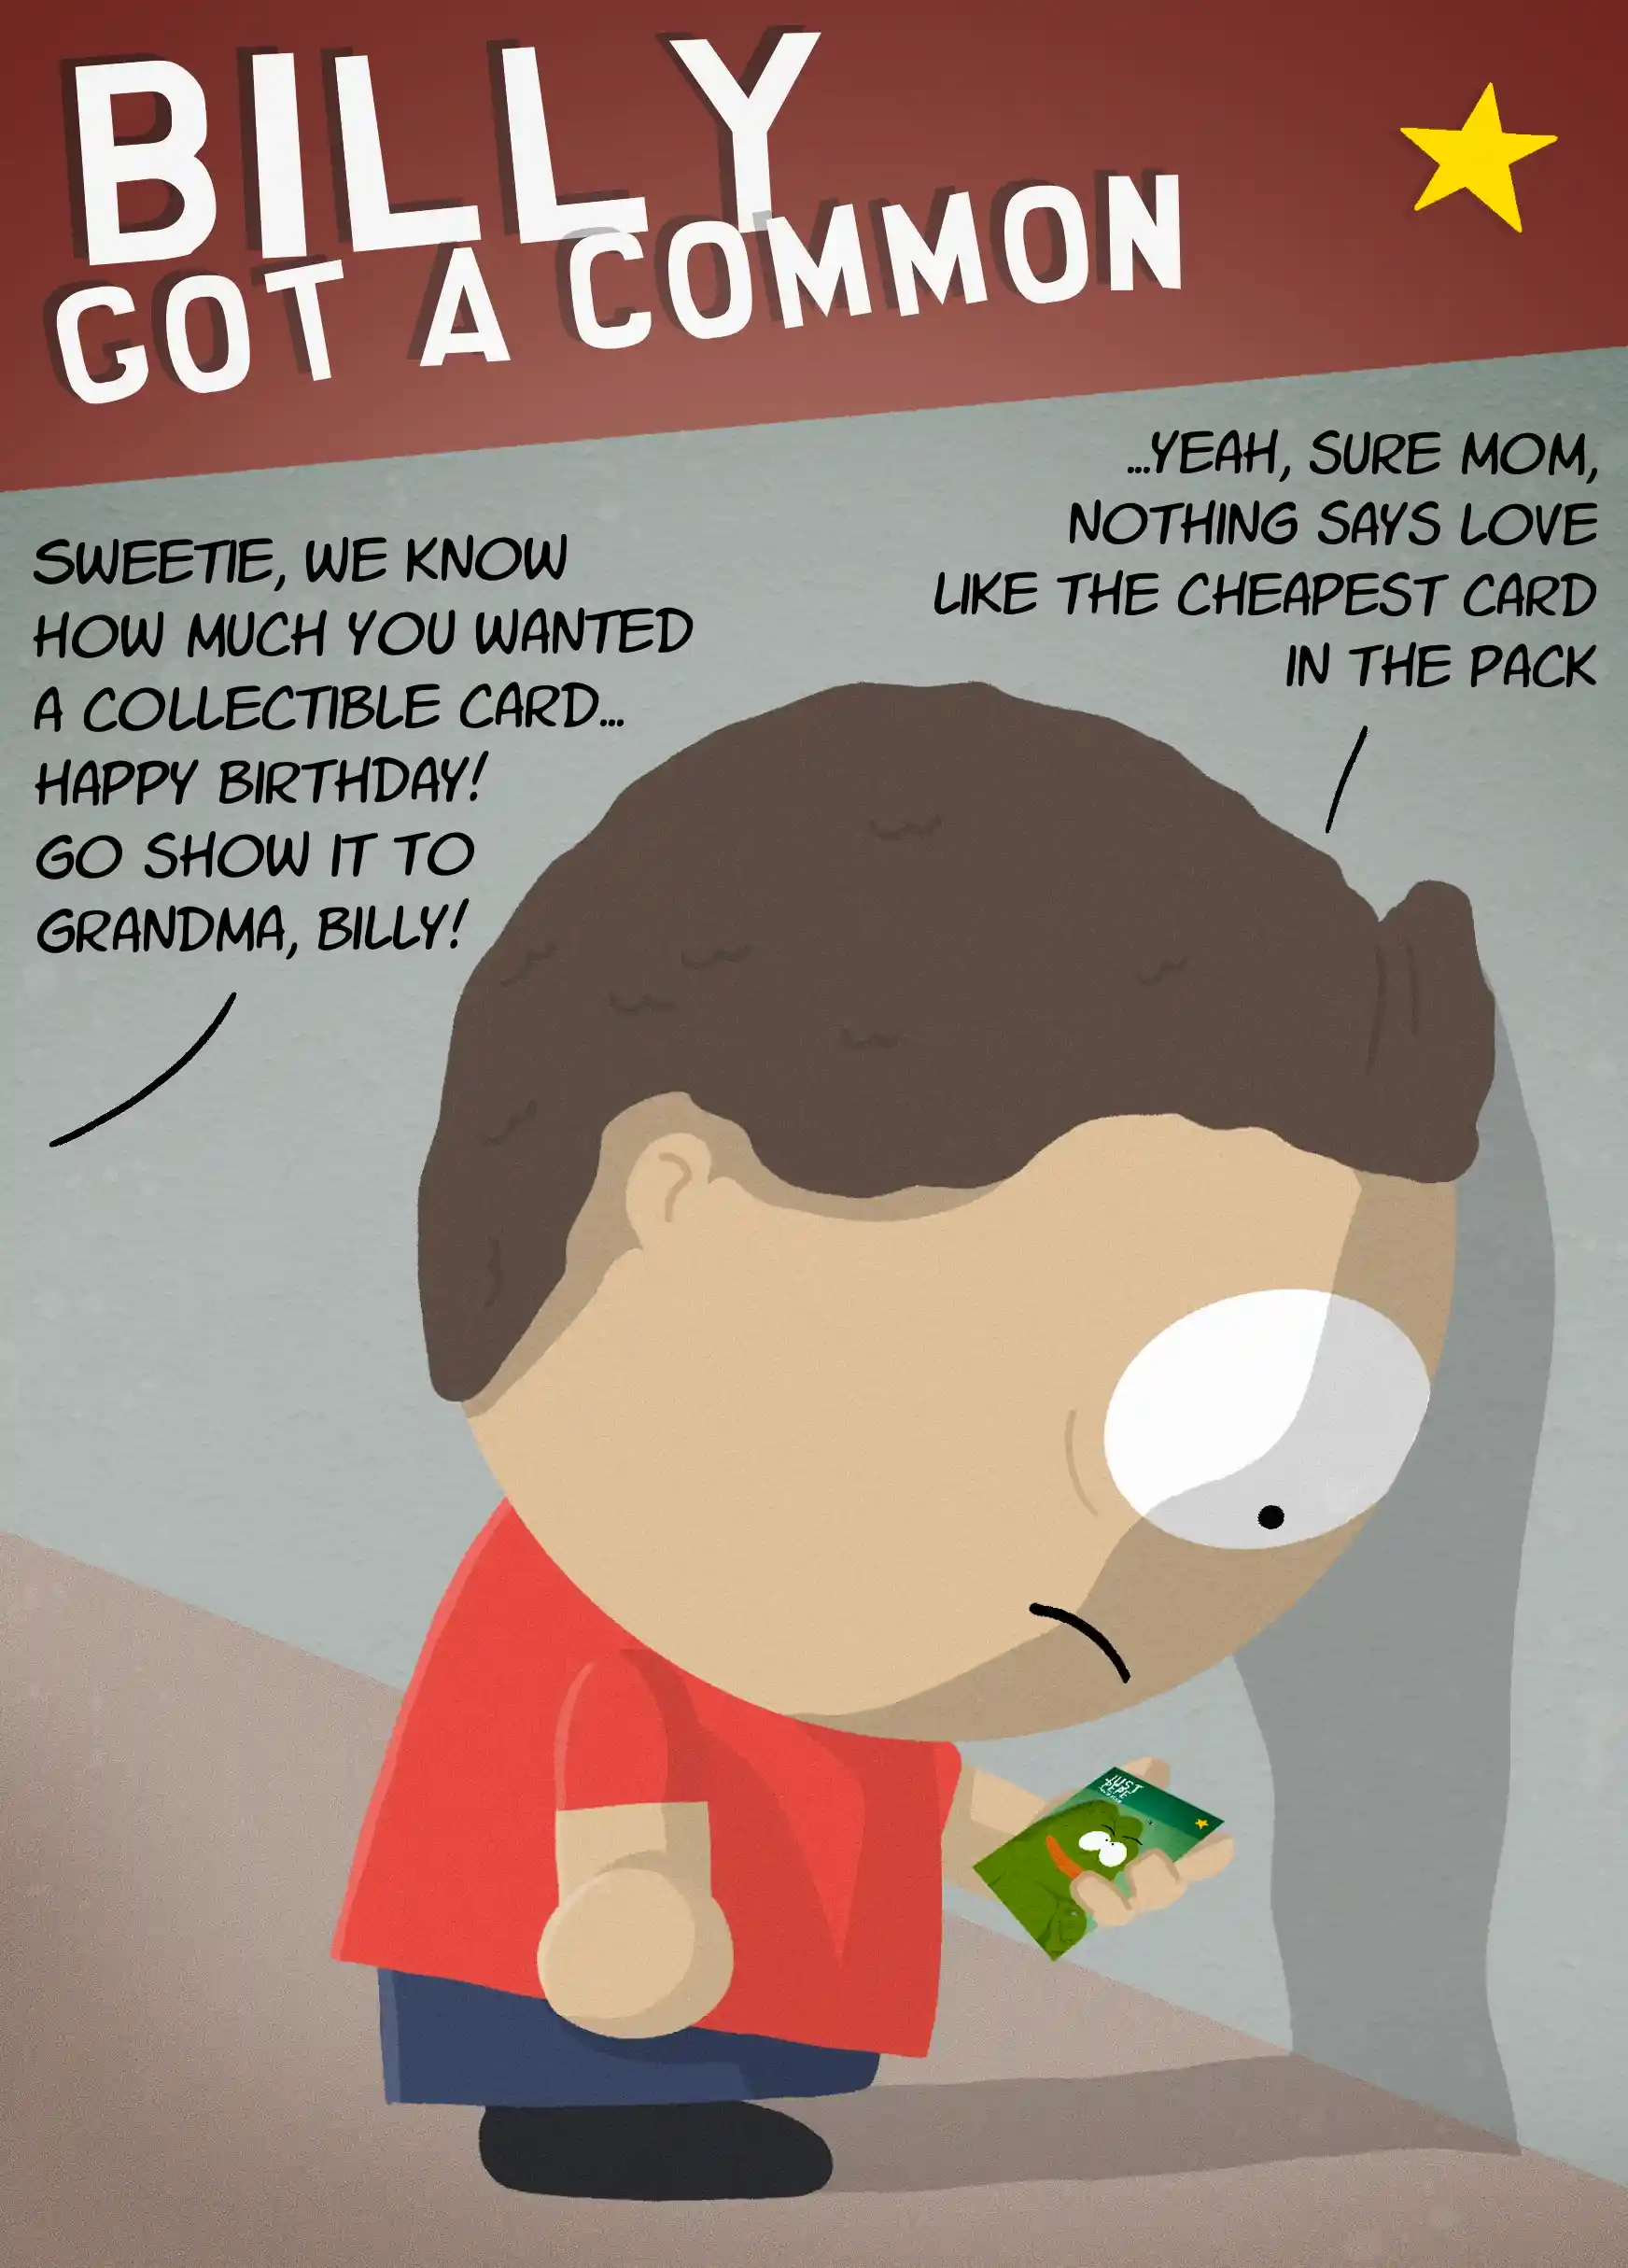 BILLY
GOT A COMMON
SWEETIE, WE KNOW
HOW MUCH YOU WANTED
A COLLECTIBLE CARD...
HAPPY BIRTHDAY!
GO SHOW IT TO
GRANDMA, BILLY!
...YEAH, SURE MOM,
NOTHING SAYS LOVE
LIKE THE CHEAPEST CARD
IN THE PACK
JUST
PEPE